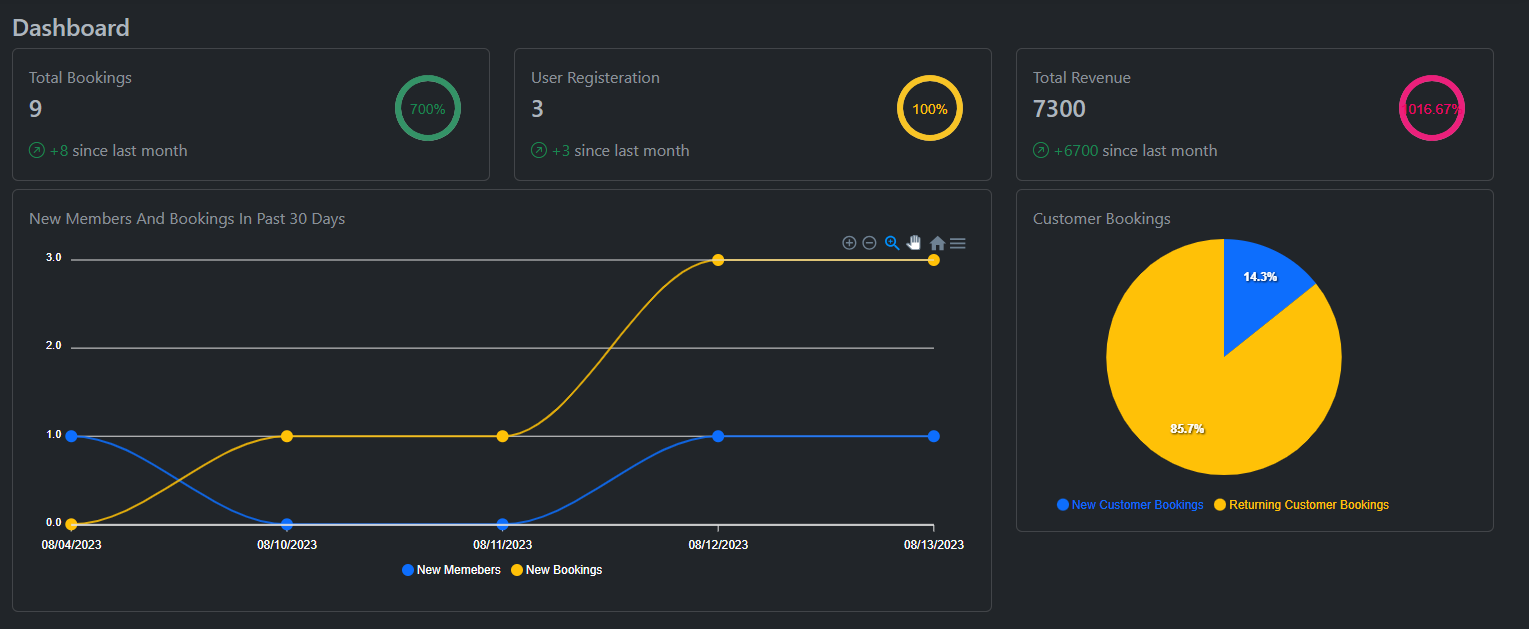 Dashboard
Total Bookings
9
700%
+8 since last month
User Registeration
3
100%
+3 since last month
Total Revenue
7300
1016.67%
+6700 since last month
New Members And Bookings In Past 30 Days
3.0
2.0
1.0
0.0
08/04/2023 08/10/2023 08/11/2023 08/12/2023 08/13/2023
New Memebers New Bookings
Customer Bookings
14.3%
85.7%
New Customer Bookings Returning Customer Bookings